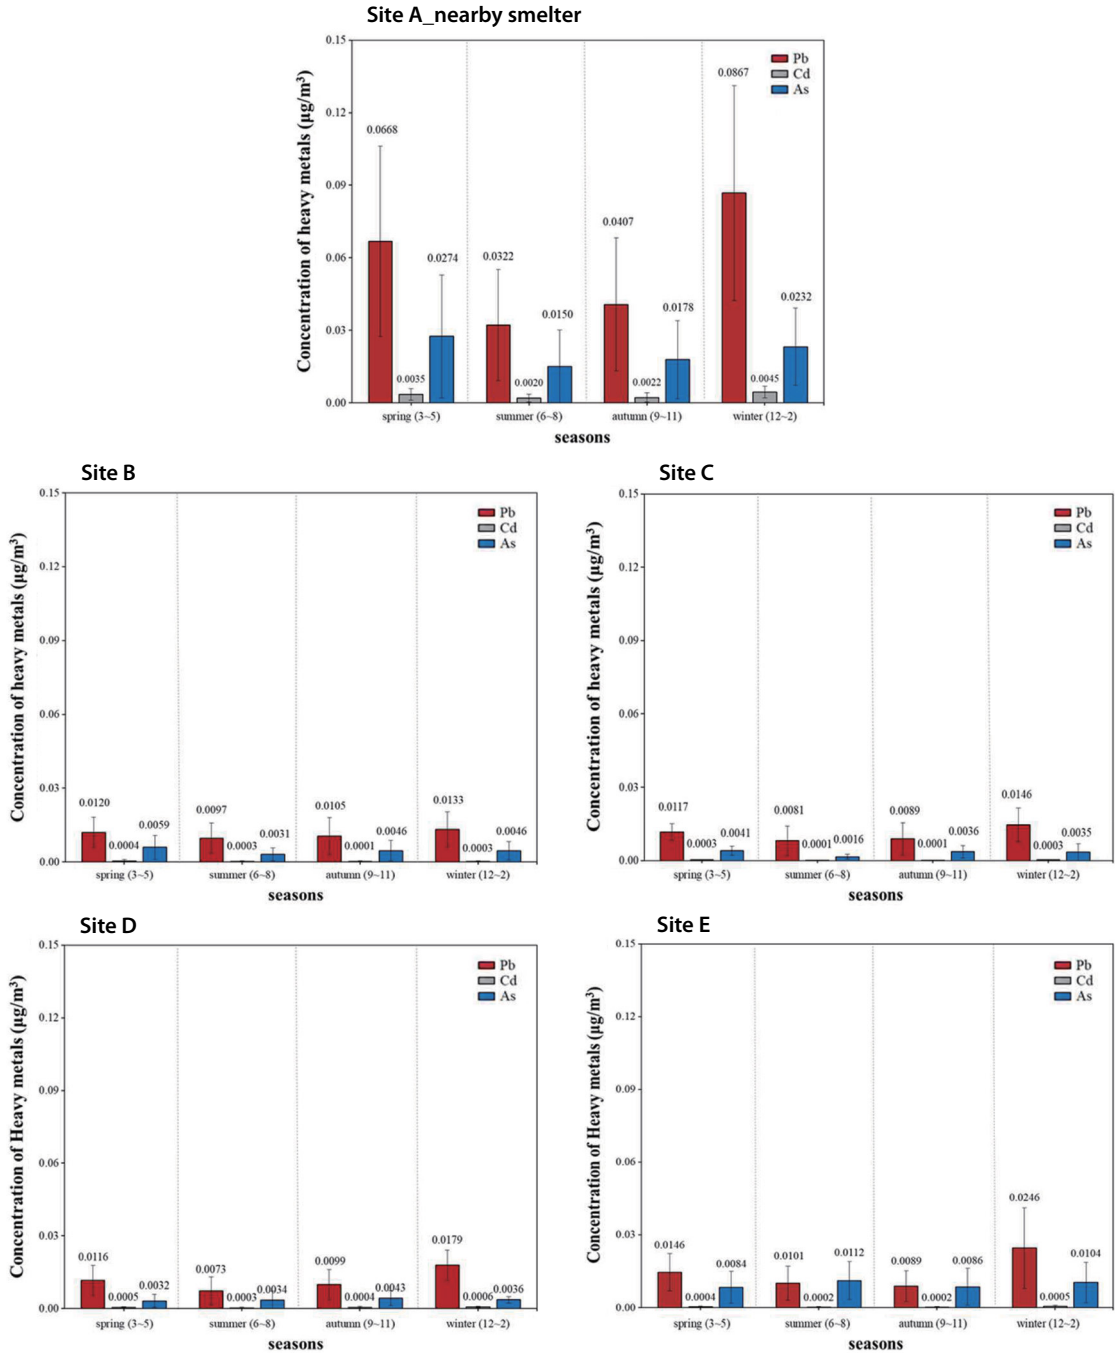 Site A_nearby smelter
Concentration of heavy metals (μg/m³)
0.15
0.12
0.09
0.06
0.03
0.00
Pb
Cd
As
0.0668
0.0035
0.0274
0.0322
0.0020
0.0150
0.0407
0.0022
0.0178
0.0867
0.0045
0.0232
spring (3~5)
summer (6~8)
autumn (9~11)
winter (12~2)
seasons
Site B
Concentration of heavy metals (μg/m³)
0.15
0.12
0.09
0.06
0.03
0.00
Pb
Cd
As
0.0120
0.0004
0.0059
0.0097
0.0003
0.0031
0.0105
0.0001
0.0046
0.0133
0.0003
0.0046
spring (3~5)
summer (6~8)
autumn (9~11)
winter (12~2)
seasons
Site C
Concentration of heavy metals (μg/m³)
0.15
0.12
0.09
0.06
0.03
0.00
Pb
Cd
As
0.0117
0.0003
0.0041
0.0081
0.0001
0.0016
0.0089
0.0001
0.0036
0.0146
0.0003
0.0035
spring (3~5)
summer (6~8)
autumn (9~11)
winter (12~2)
seasons
Site D
Concentration of Heavy metals (μg/m³)
0.15
0.12
0.09
0.06
0.03
0.00
Pb
Cd
As
0.0116
0.0005
0.0032
0.0073
0.0003
0.0034
0.0099
0.0004
0.0043
0.0179
0.0006
0.0036
spring (3~5)
summer (6~8)
autumn (9~11)
winter (12~2)
seasons
Site E
Concentration of Heavy metals (μg/m³)
0.15
0.12
0.09
0.06
0.03
0.00
Pb
Cd
As
0.0146
0.0004
0.0084
0.0101
0.0002
0.0112
0.0089
0.0002
0.0086
0.0246
0.0005
0.0104
spring (3~5)
summer (6~8)
autumn (9~11)
winter (12~2)
seasons